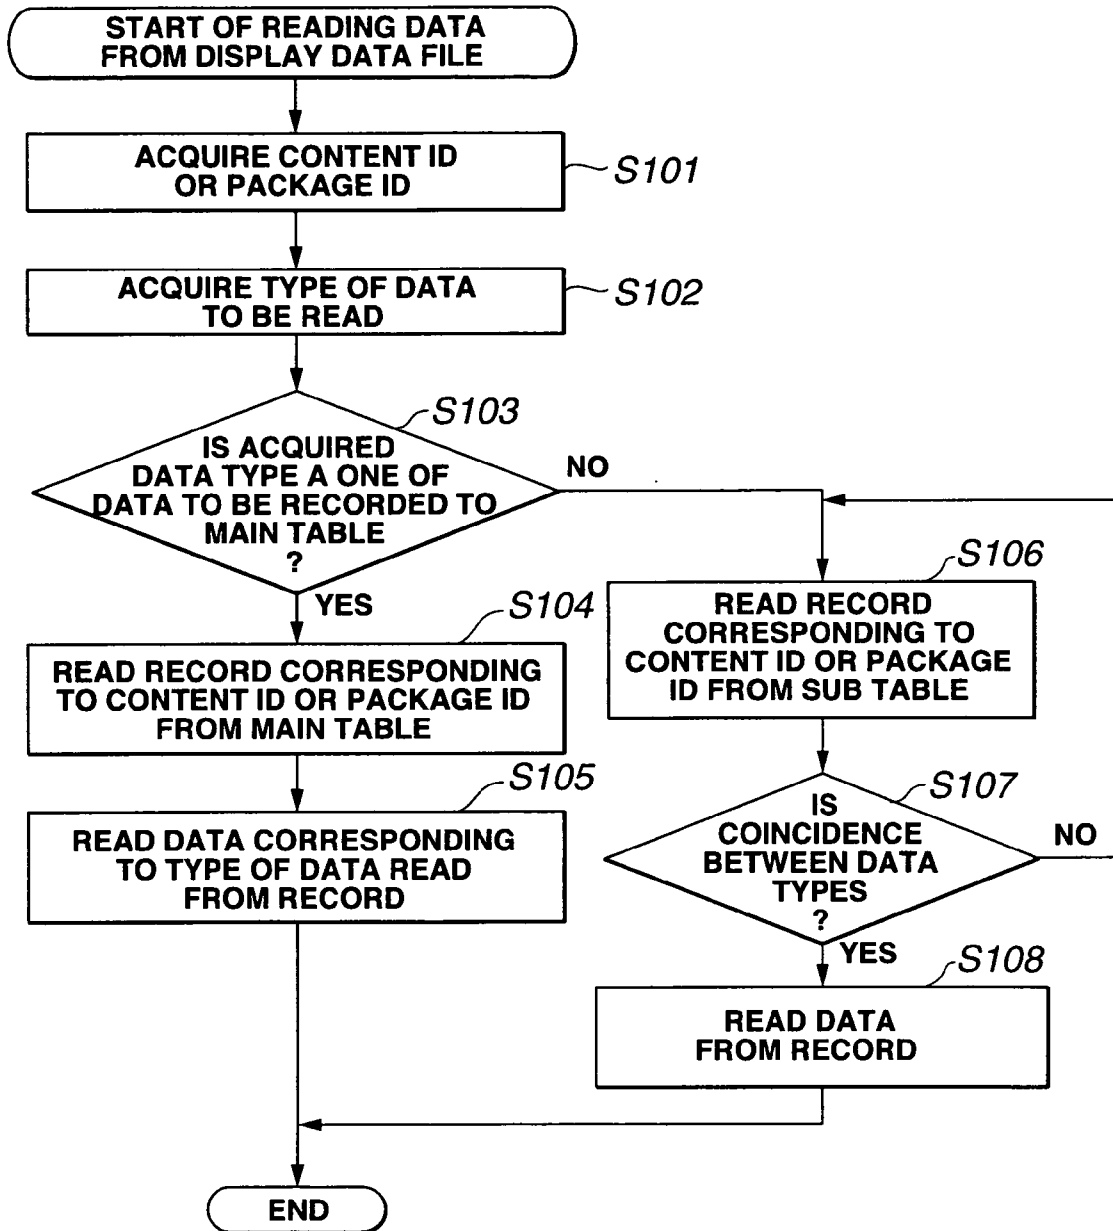 START OF READING DATA
FROM DISPLAY DATA FILE
ACQUIRE CONTENT ID
OR PACKAGE ID
S101
ACQUIRE TYPE OF DATA
TO BE READ
S102
S103
IS ACQUIRED
DATA TYPE A ONE OF
DATA TO BE RECORDED TO
MAIN TABLE
?
NO
YES
S104
READ RECORD CORRESPONDING
TO CONTENT ID OR PACKAGE ID
FROM MAIN TABLE
S105
READ DATA CORRESPONDING
TO TYPE OF DATA READ
FROM RECORD
S106
READ RECORD
CORRESPONDING TO
CONTENT ID OR PACKAGE
ID FROM SUB TABLE
S107
IS
COINCIDENCE
BETWEEN DATA
TYPES
?
NO
YES
S108
READ DATA
FROM RECORD
END